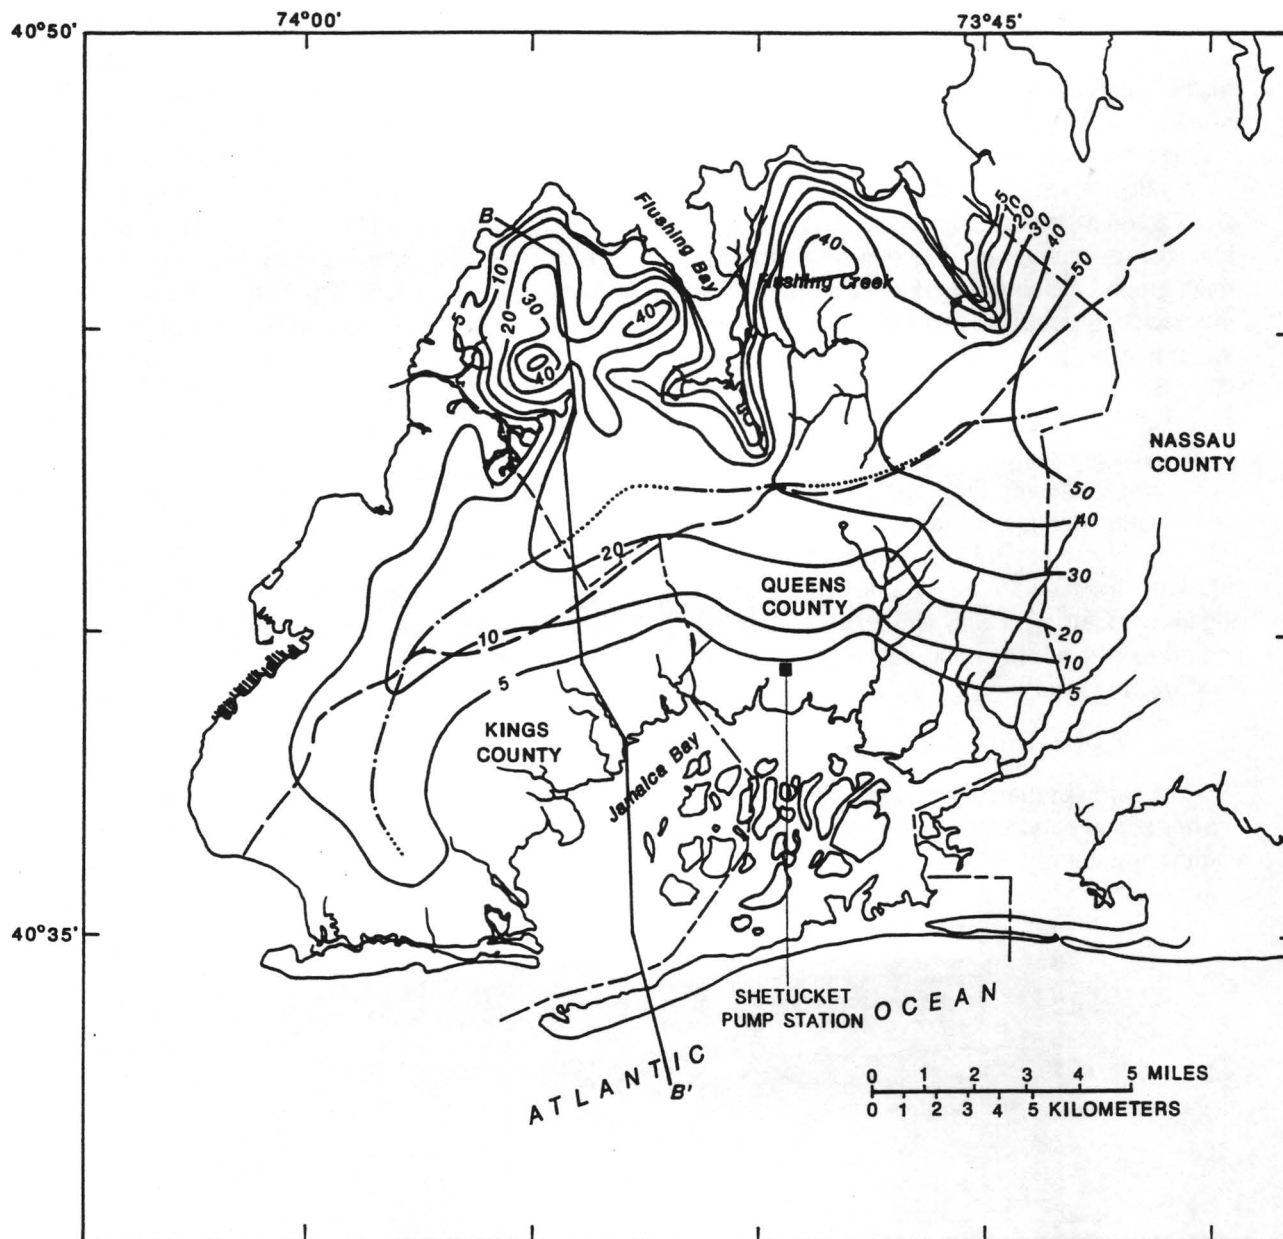 74°00'
73°45'
40°50'
5
10
20
30
40
50
B
Flushing Bay
10
5
20
30
40
40
40
Flushing Creek
NASSAU
COUNTY
50
40
20
30
QUEENS
COUNTY
10
20
10
5
5
KINGS
COUNTY
Jamaica Bay
40°35'
SHETUCKET
PUMP STATION
OCEAN
ATLANTIC
B'
0 1 2 3 4 5 MILES
0 1 2 3 4 5 KILOMETERS